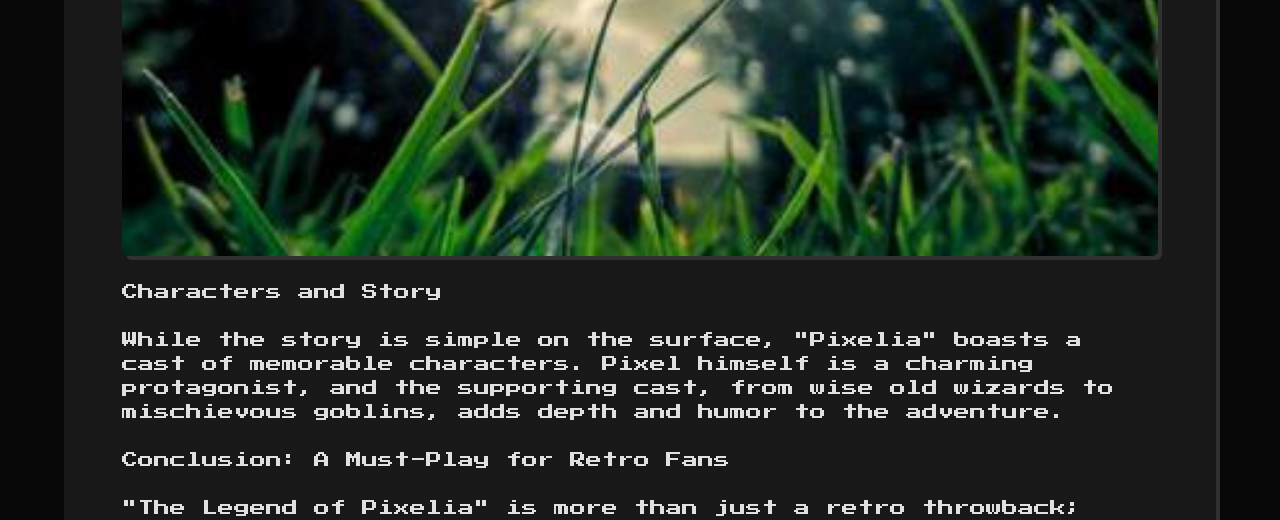 Characters and Story
While the story is simple on the surface, "Pixelia" boasts a
cast of memorable characters. Pixel himself is a charming
protagonist, and the supporting cast, from wise old wizards to
mischievous goblins, adds depth and humor to the adventure.
Conclusion: A Must-Play for Retro Fans
"The Legend of Pixelia" is more than just a retro throwback;